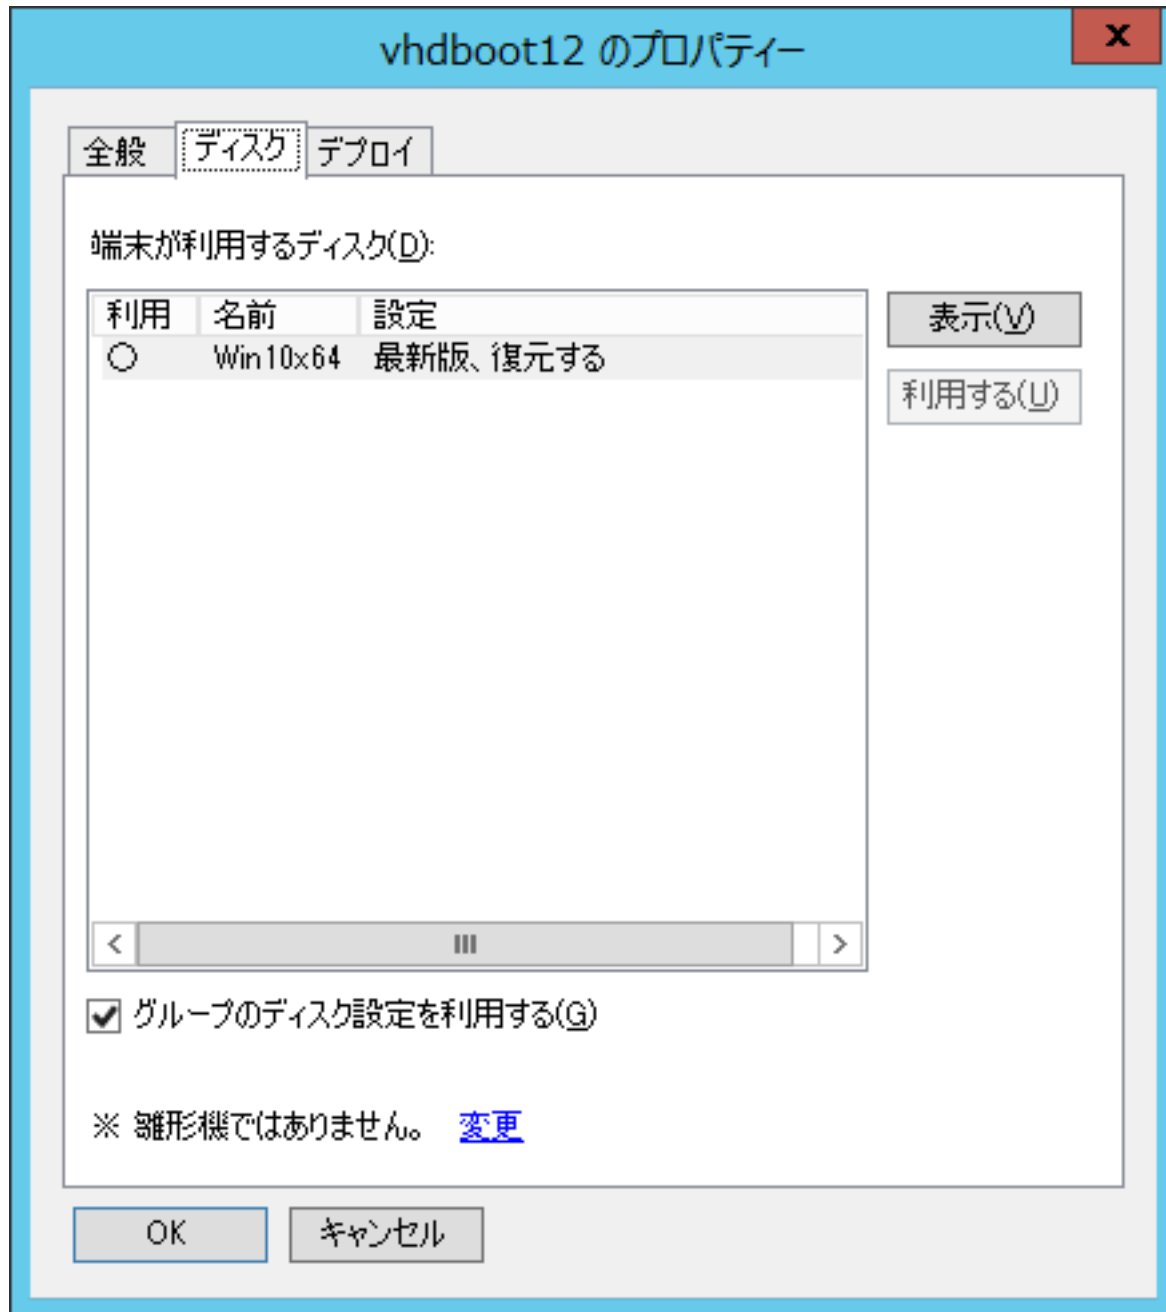 vhdboot12 のプロパティー
x
全般 ディスク デプロイ
端末が利用するディスク(D):
利用 名前 設定
○ Win10x64 最新版、復元する
表示(V)
利用する(U)
グループのディスク設定を利用する(G)
※ 雛形機ではありません。 変更
OK キャンセル